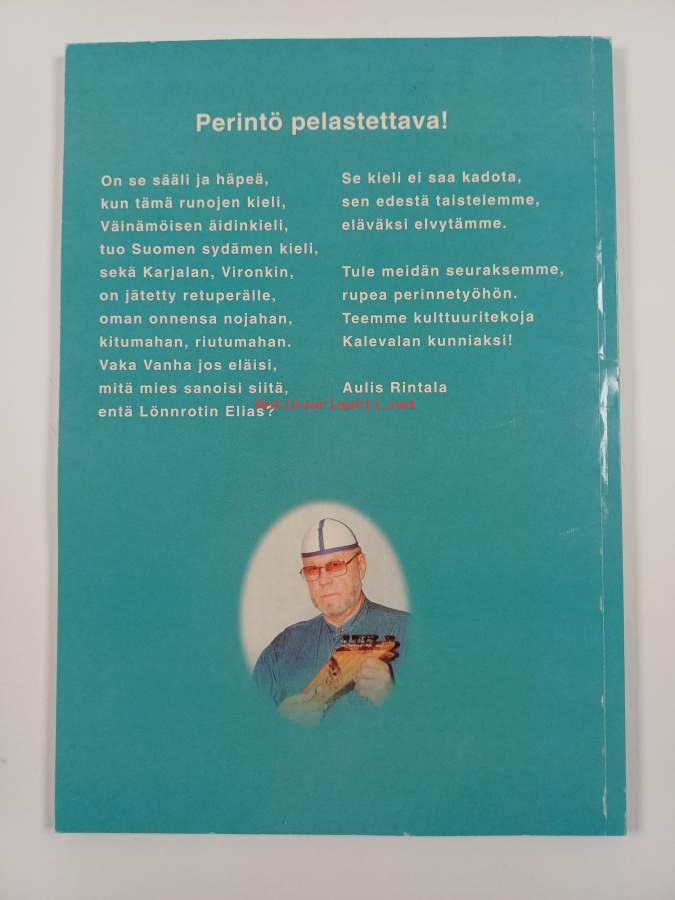 Perintö pelastettava!
On se sääli ja häpeä,
kun tämä runojen kieli,
Väinämöisen äidinkieli,
tuo Suomen sydämen kieli,
sekä Karjalan, Vironkin,
on jätetty retuperälle,
oman onnensa nojahan,
kitumahan, riutumahan.
Vaka Vanha jos eläisi,
mitä mies sanoisi siitä,
entä Lönnrotin Elias?
Se kieli ei saa kadota,
sen edestä taistelemme,
eläväksi elvytämme.
Tule meidän seuraksemme,
rupea perinnetyöhön.
Teemme kulttuuritekoja
Kalevalan kunniaksi!
Aulis Rintala
Antikvariaatti.net